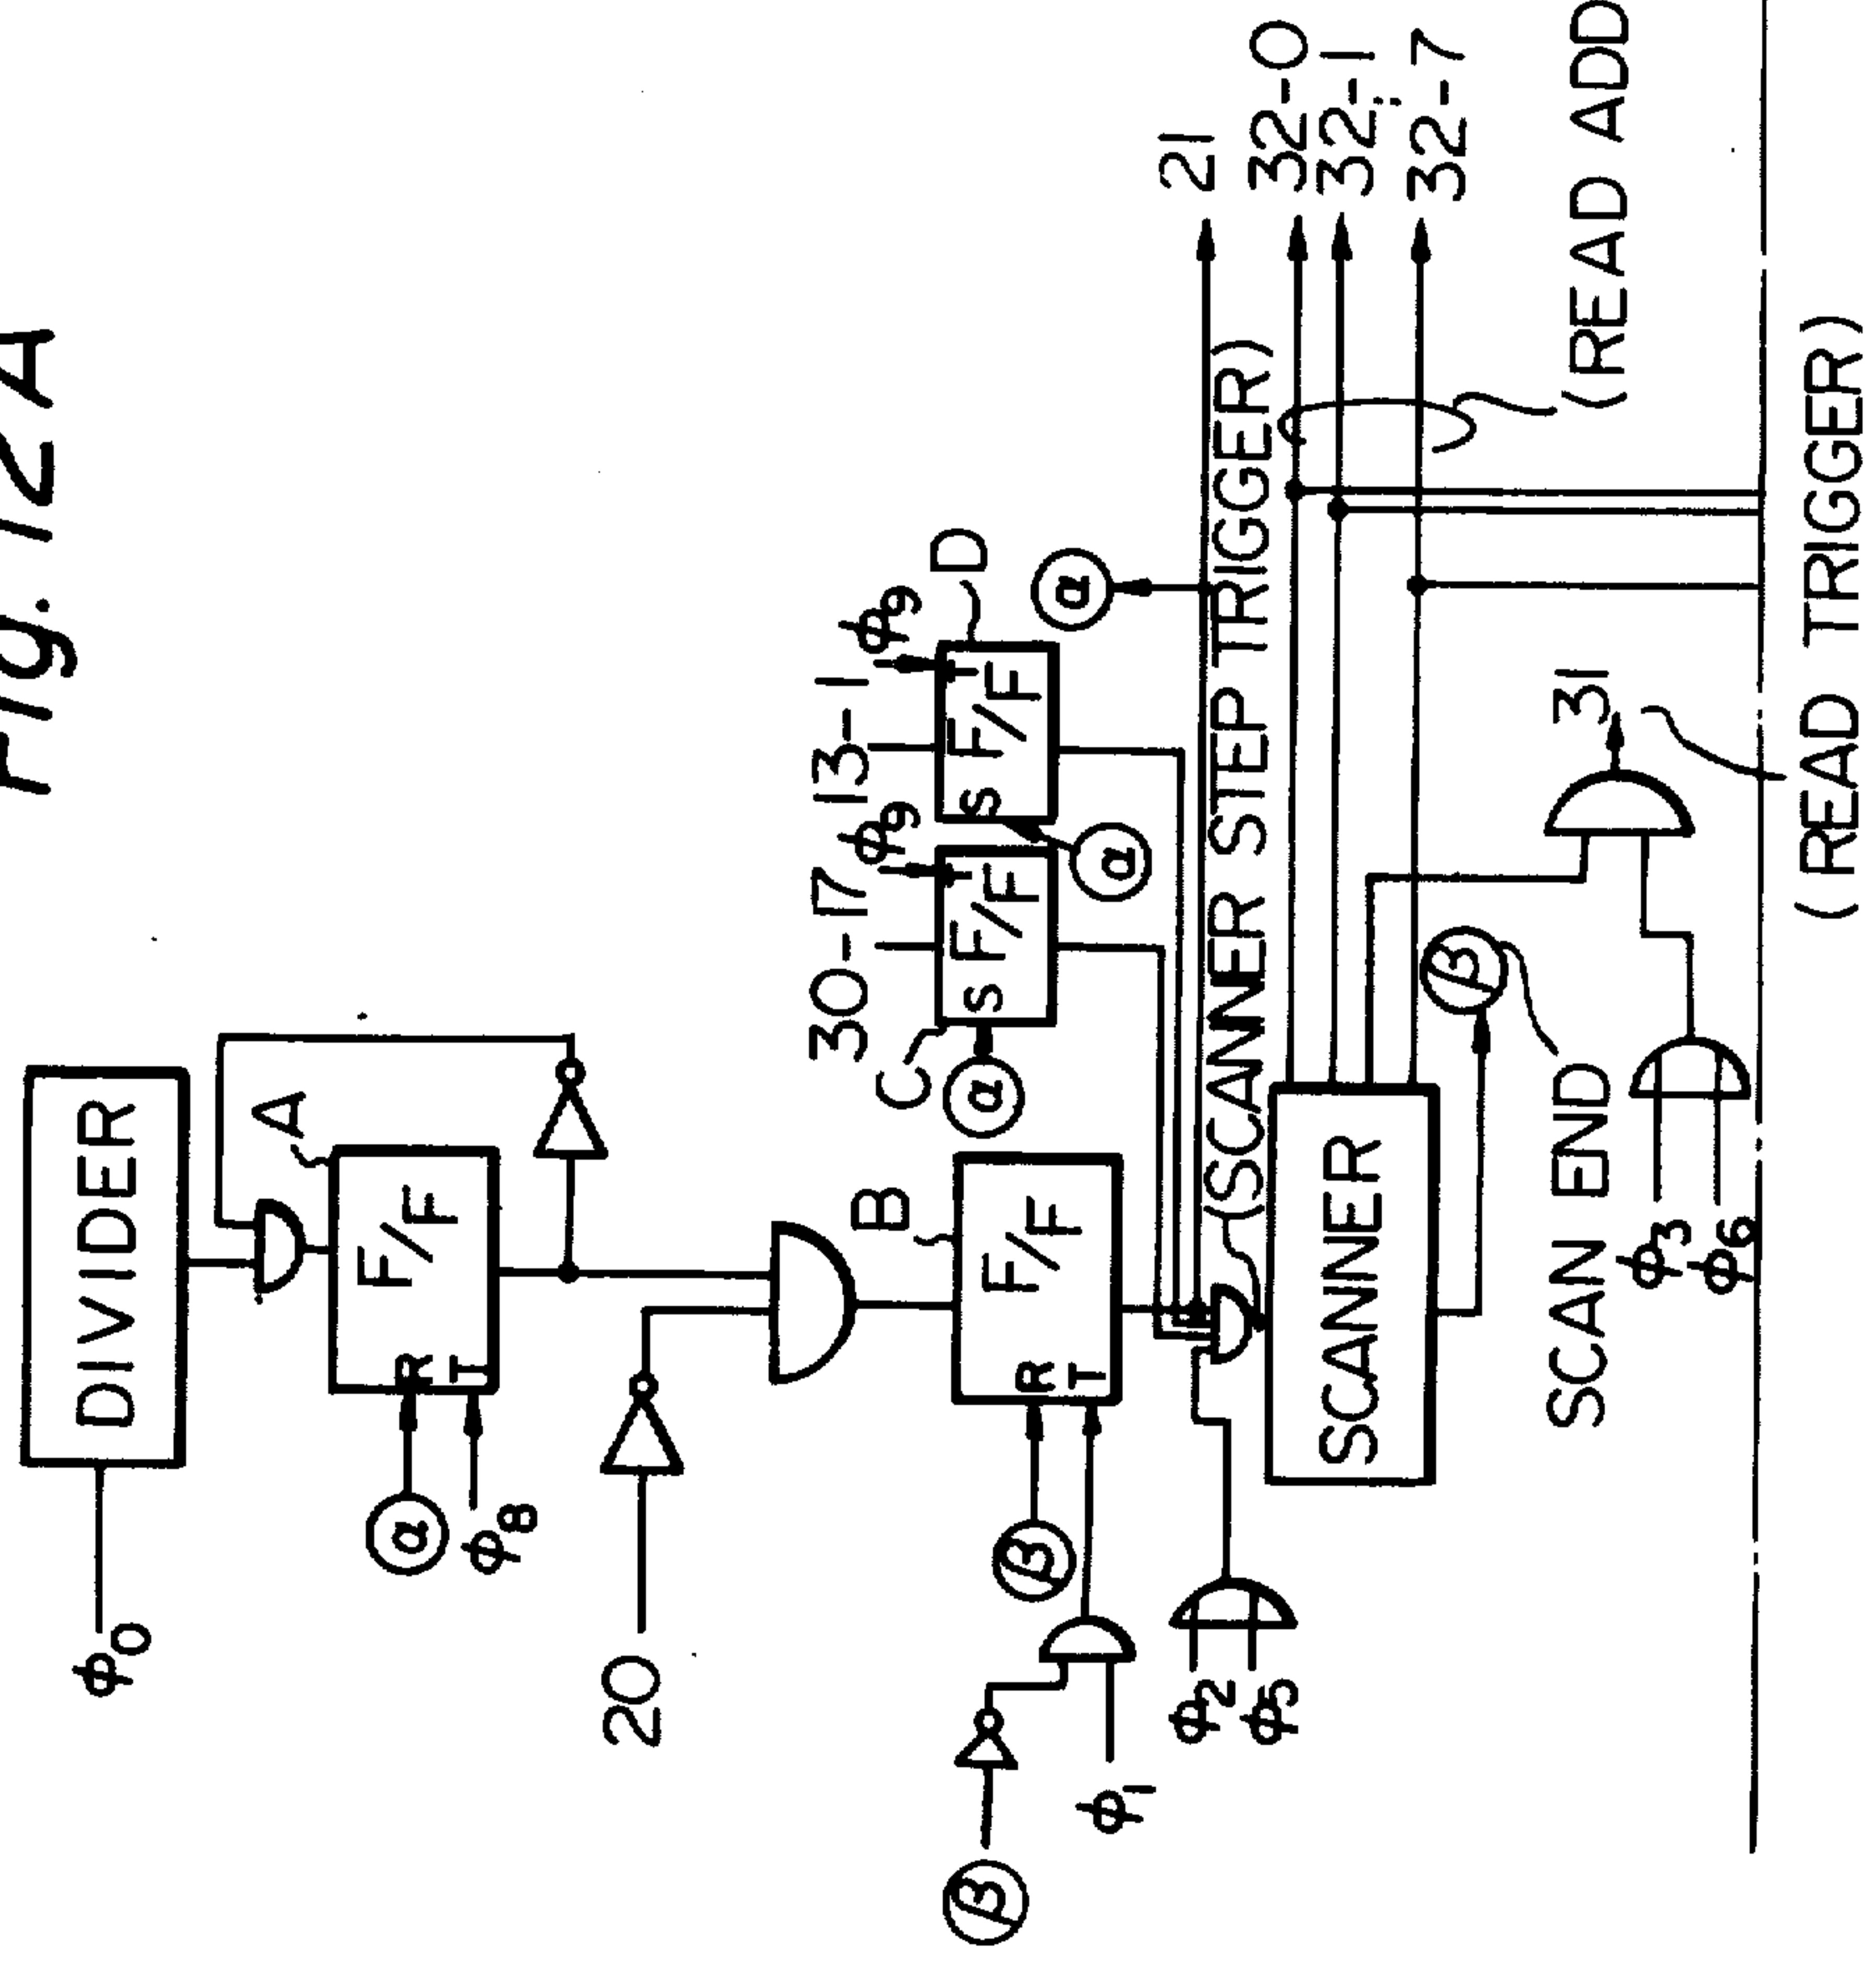 Fig. 12A
DIVIDER
ϕ0
A
F/F
R
T
α
ϕ8
20
B
F/F
R
T
β
β
ϕ1
30-17
ϕ9
C
S
T
F/F
α
13-1
ϕ9
D
S
T
F/F
α
α
21
(SCANNER STEP TRIGGER)
ϕ2
ϕ5
SCANNER
32-0
32-1
32-7
(READ ADD
β
SCAN END
31
ϕ3
ϕ6
(READ TRIGGER)